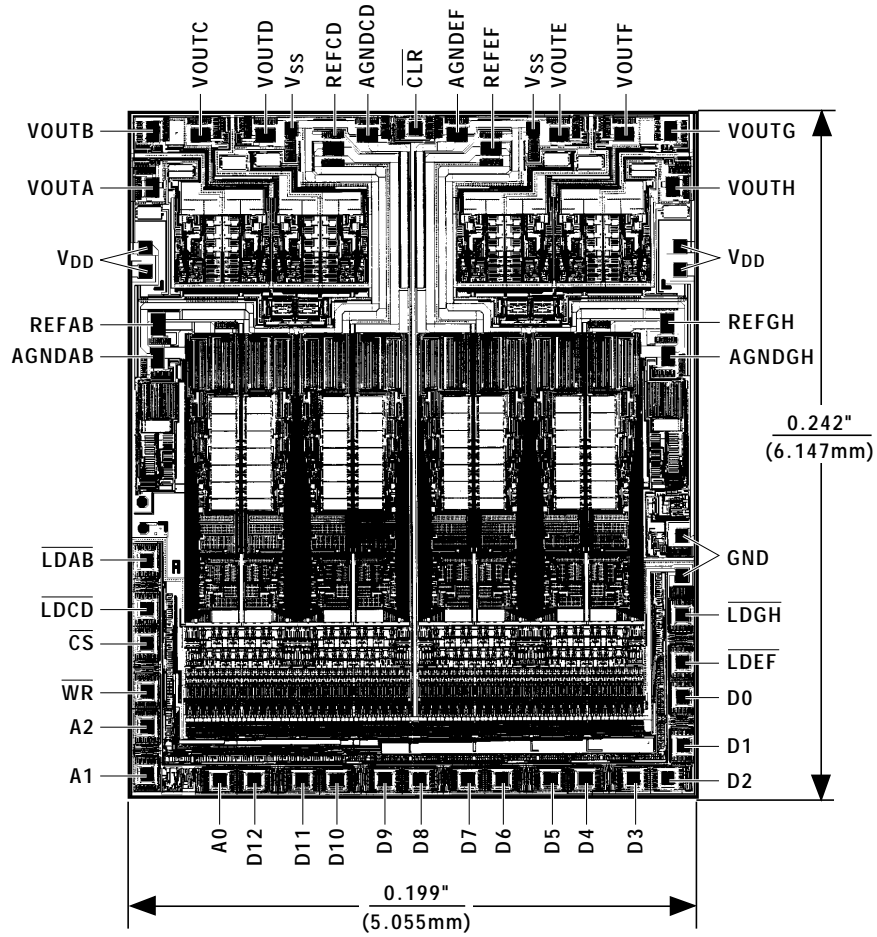 VOUTC
VOUTD
VSS
REFCD
AGNDCD
CLR
AGNDEF
REFEF
VSS
VOUTE
VOUTF
VOUTB
VOUTA
VDD
REFAB
AGNDAB
LDAB
LDCD
CS
WR
A2
A1
VOUTG
VOUTH
VDD
REFGH
AGNDGH
GND
LDGH
LDEF
D0
D1
D2
A0
D12
D11
D10
D9
D8
D7
D6
D5
D4
D3
0.242"
(6.147mm)
0.199"
(5.055mm)